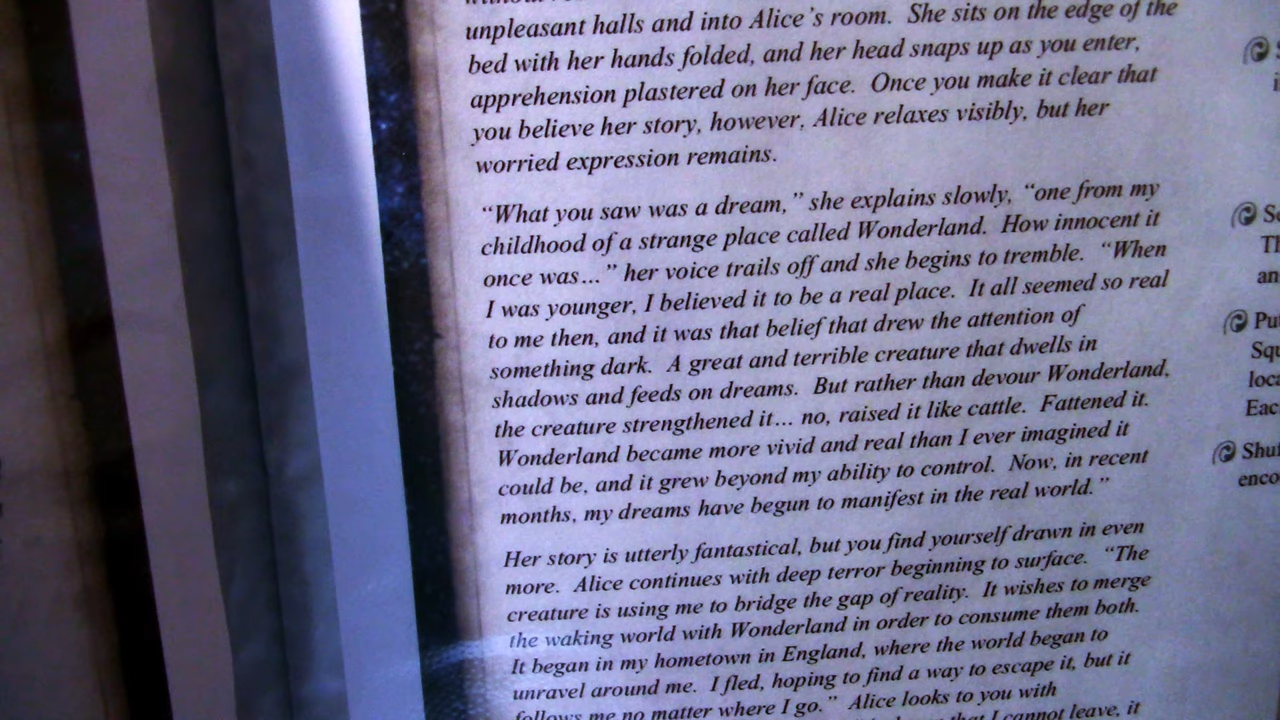 unpleasant halls and into Alice's room. She sits on the edge of the
bed with her hands folded, and her head snaps up as you enter,
apprehension plastered on her face. Once you make it clear that
you believe her story, however, Alice relaxes visibly, but her
worried expression remains.
“What you saw was a dream,” she explains slowly, “one from my
childhood of a strange place called Wonderland. How innocent it
once was...” her voice trails off and she begins to tremble. “When
I was younger, I believed it to be a real place. It all seemed so real
to me then, and it was that belief that drew the attention of
something dark. A great and terrible creature that dwells in
shadows and feeds on dreams. But rather than devour Wonderland,
the creature strengthened it... no, raised it like cattle. Fattened it.
Wonderland became more vivid and real than I ever imagined it
could be, and it grew beyond my ability to control. Now, in recent
months, my dreams have begun to manifest in the real world.”
Her story is utterly fantastical, but you find yourself drawn in even
more. Alice continues with deep terror beginning to surface. “The
creature is using me to bridge the gap of reality. It wishes to merge
the waking world with Wonderland in order to consume them both.
It began in my hometown in England, where the world began to
unravel around me. I fled, hoping to find a way to escape it, but it
follows me no matter where I go.” Alice looks to you with
that I cannot leave, it
an
Eac